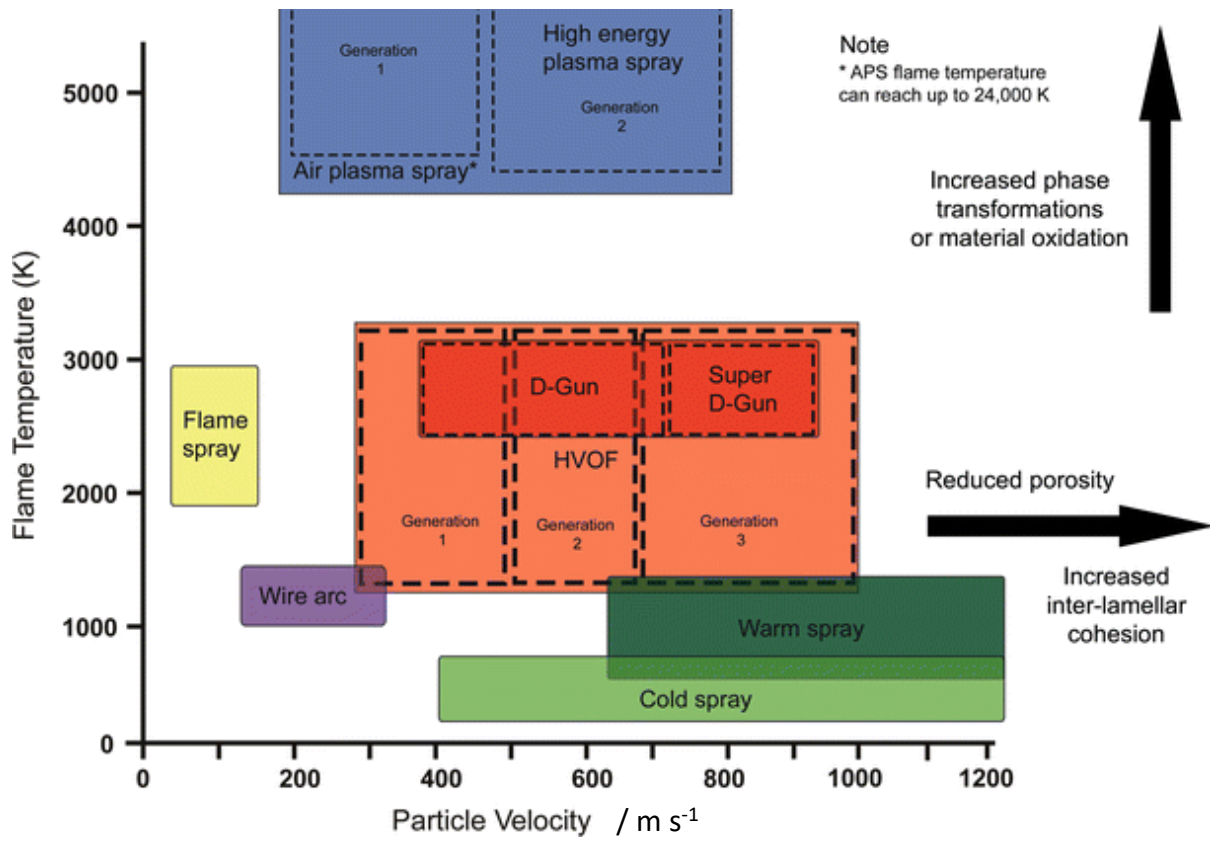 Generation
1
High energy
plasma spray
Generation
2
Air plasma spray*
Note
* APS flame temperature
can reach up to 24,000 K
Increased phase
transformations
or material oxidation
5000
4000
3000
2000
1000
0
Flame Temperature (K)
Flame
spray
D-Gun
Super
D-Gun
HVOF
Generation
1
Generation
2
Generation
3
Wire arc
Warm spray
Cold spray
Reduced porosity
Increased
inter-lamellar
cohesion
0 200 400 600 800 1000 1200
Particle Velocity / m s-1